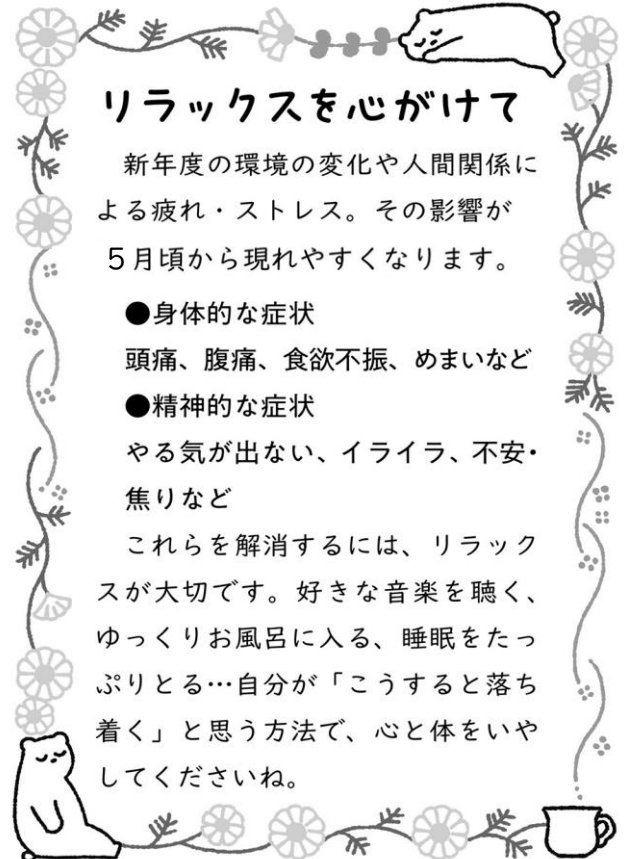 リラックスを心がけて
新年度の環境の変化や人間関係に
よる疲れ・ストレス。その影響が
5月頃から現れやすくなります。
●身体的な症状
頭痛、腹痛、食欲不振、めまいなど
●精神的な症状
やる気が出ない、イライラ、不安・
焦りなど
これらを解消するには、リラック
スが大切です。好きな音楽を聴く、
ゆっくりお風呂に入る、睡眠をたっ
ぷりとる…自分が「こうすると落ち
着く」と思う方法で、心と体をいや
してくださいね。